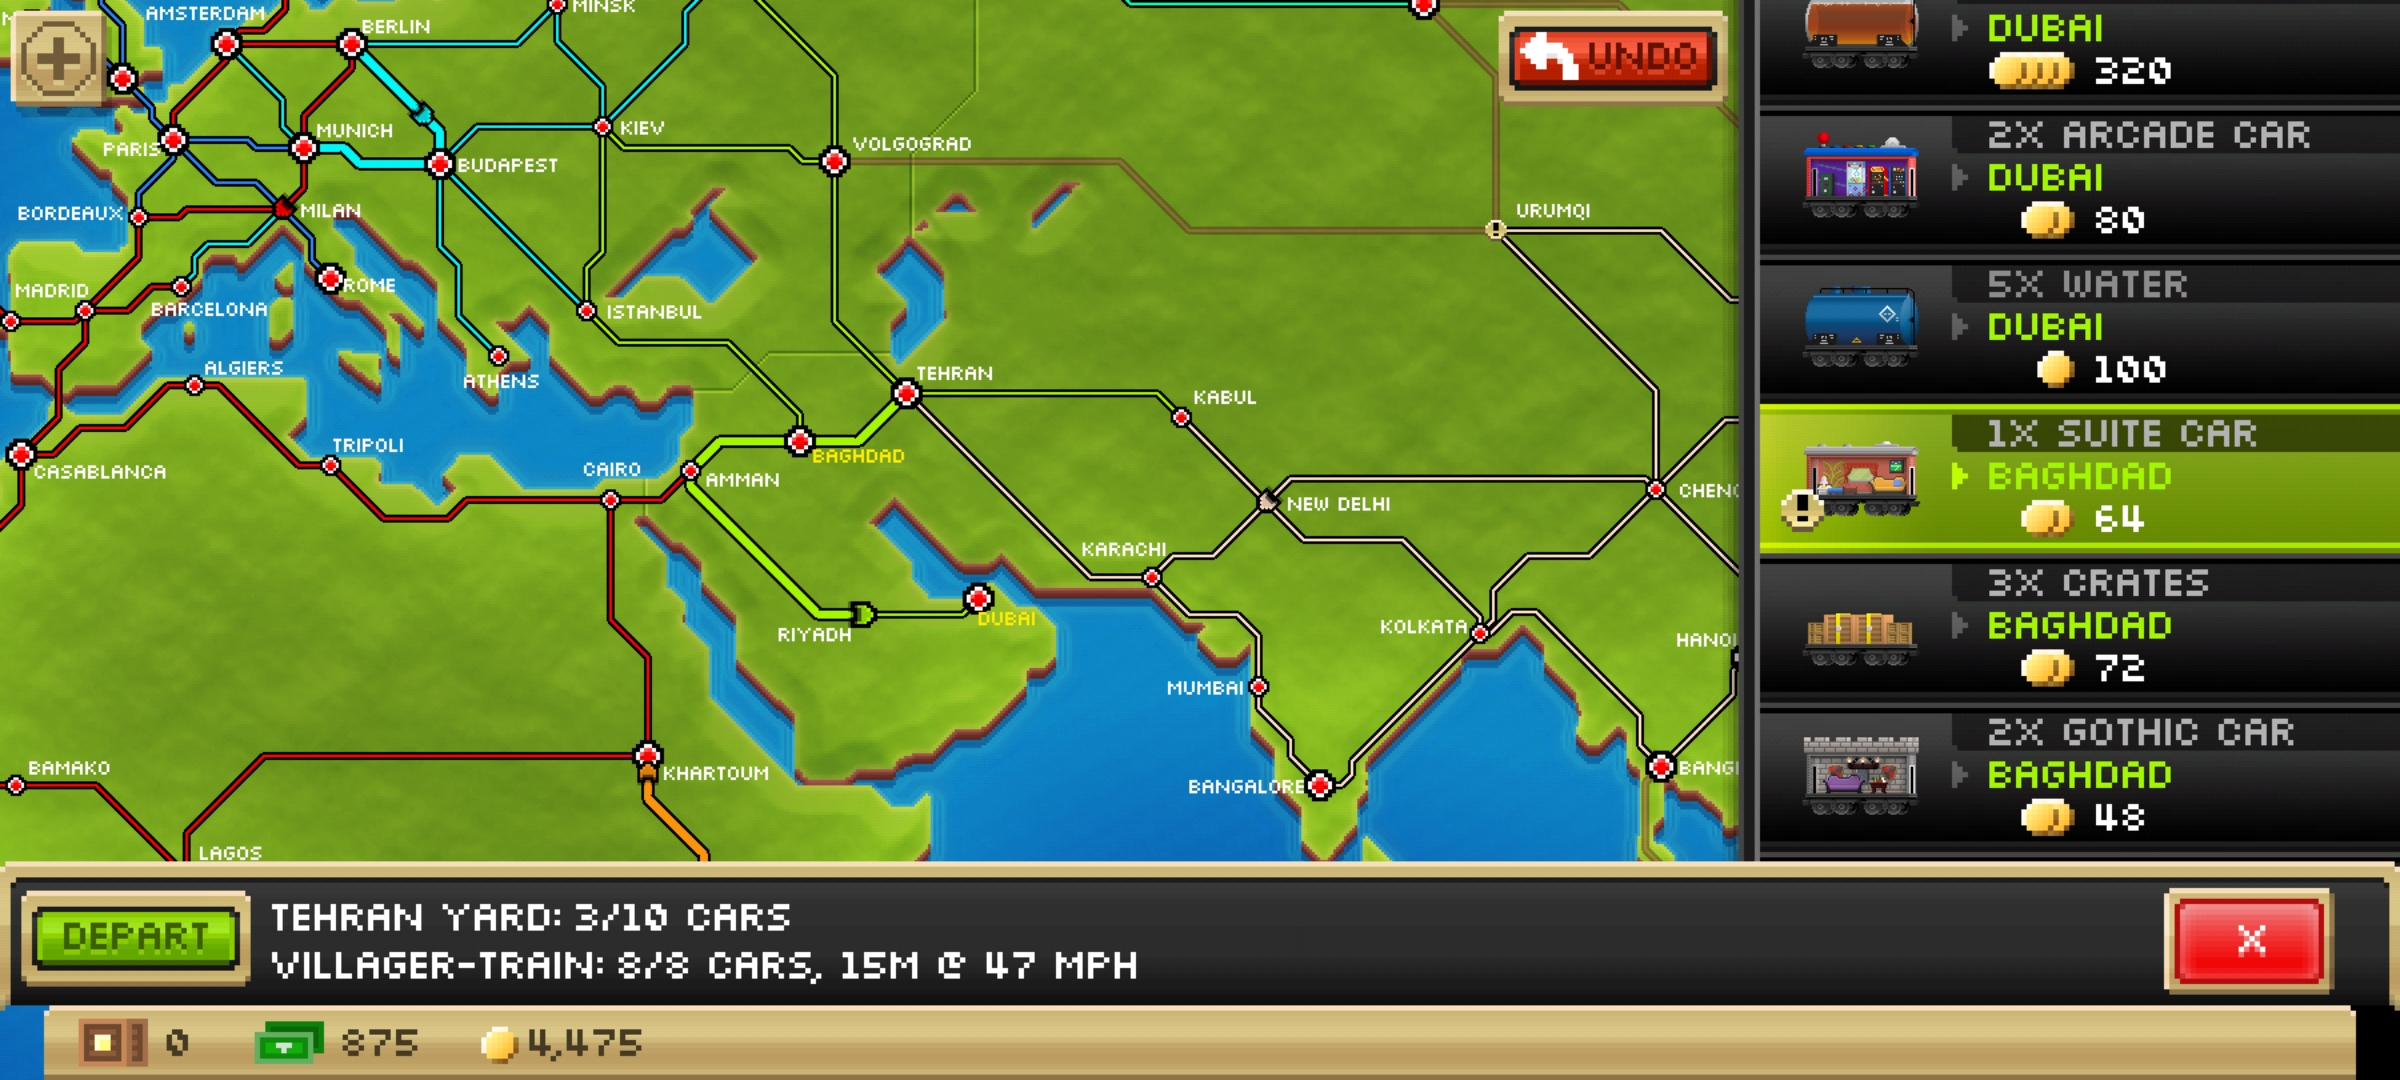 AMSTERDAM
BERLIN
MINSK
UNDO
MUNICH
KIEV
VOLGOGRAD
PARIS
BUDAPEST
BORDEAUX
MILAN
URUMQI
MADRID
ROME
BARCELONA
ISTANBUL
ALGIERS
ATHENS
TEHRAN
KABUL
TRIPOLI
CASABLANCA
CAIRO
BAGHDAD
AMMAN
NEW DELHI
CHENG
KARACHI
DUBAI
RIYADH
KOLKATA
HANOI
MUMBAI
BAMAKO
KHARTOUM
BANGALORE
BANG
LAGOS
DUBAI
320
2X ARCADE CAR
DUBAI
80
5X WATER
DUBAI
100
1X SUITE CAR
BAGHDAD
64
3X CRATES
BAGHDAD
72
2X GOTHIC CAR
BAGHDAD
48
DEPART
TEHRAN YARD: 3/10 CARS
VILLAGER-TRAIN: 8/8 CARS, 15M @ 47 MPH
X
0
875
4,475